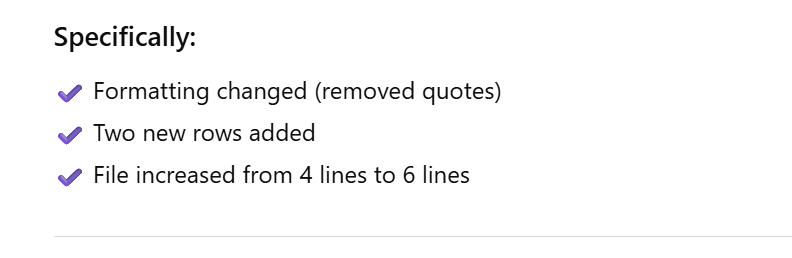 Specifically:
✔ Formatting changed (removed quotes)
✔ Two new rows added
✔ File increased from 4 lines to 6 lines